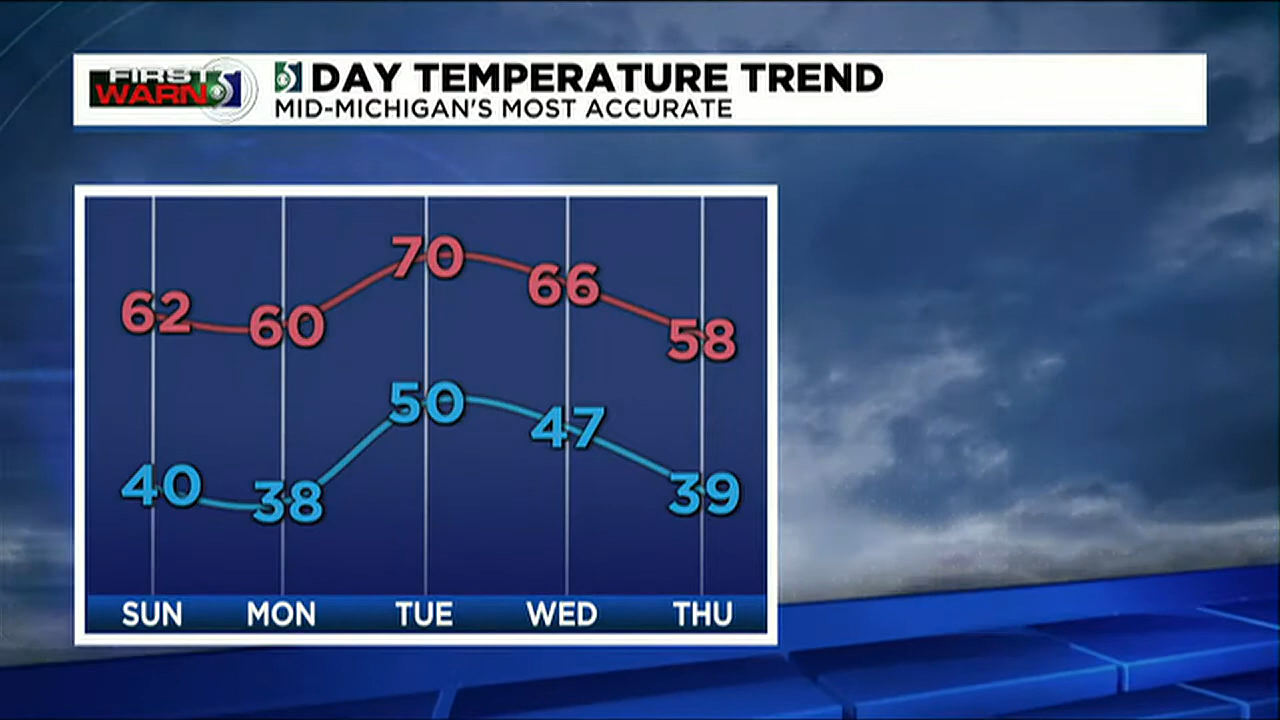 FIRST
WARN 5
5 DAY TEMPERATURE TREND
MID-MICHIGAN'S MOST ACCURATE
62 60 70 66 58
40 38 50 47 39
SUN MON TUE WED THU